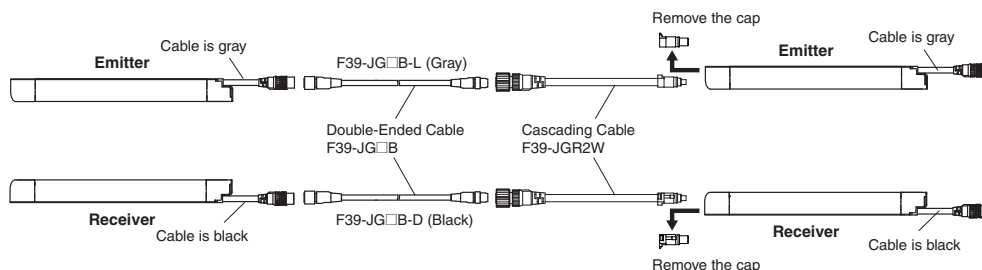 Remove the cap
Cable is gray
Emitter
F39-JG□B-L (Gray)
Emitter
Cable is gray
Double-Ended Cable
F39-JG□B
Cascading Cable
F39-JGR2W
Receiver
Cable is black
F39-JG□B-D (Black)
Receiver
Cable is black
Remove the cap